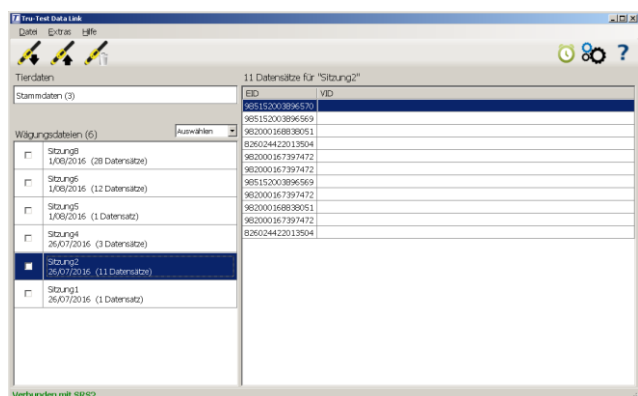 Tru-Test Data Link
Datei Extras Hilfe
Tierdaten
Stammdaten (3)
Wägungsdateien (6)
Auswählen
Sitzung8
1/08/2016 (28 Datensätze)
Sitzung6
1/08/2016 (12 Datensätze)
Sitzung5
1/08/2016 (1 Datensatz)
Sitzung4
26/07/2016 (3 Datensätze)
Sitzung2
26/07/2016 (11 Datensätze)
Sitzung1
26/07/2016 (1 Datensatz)
11 Datensätze für "Sitzung2"
EID VID
985152003896570
985152003896569
982000168838051
826024422013504
982000167397472
982000167397472
985152003896569
982000167397472
982000168838051
982000167397472
826024422013504
Verbunden mit SRS2